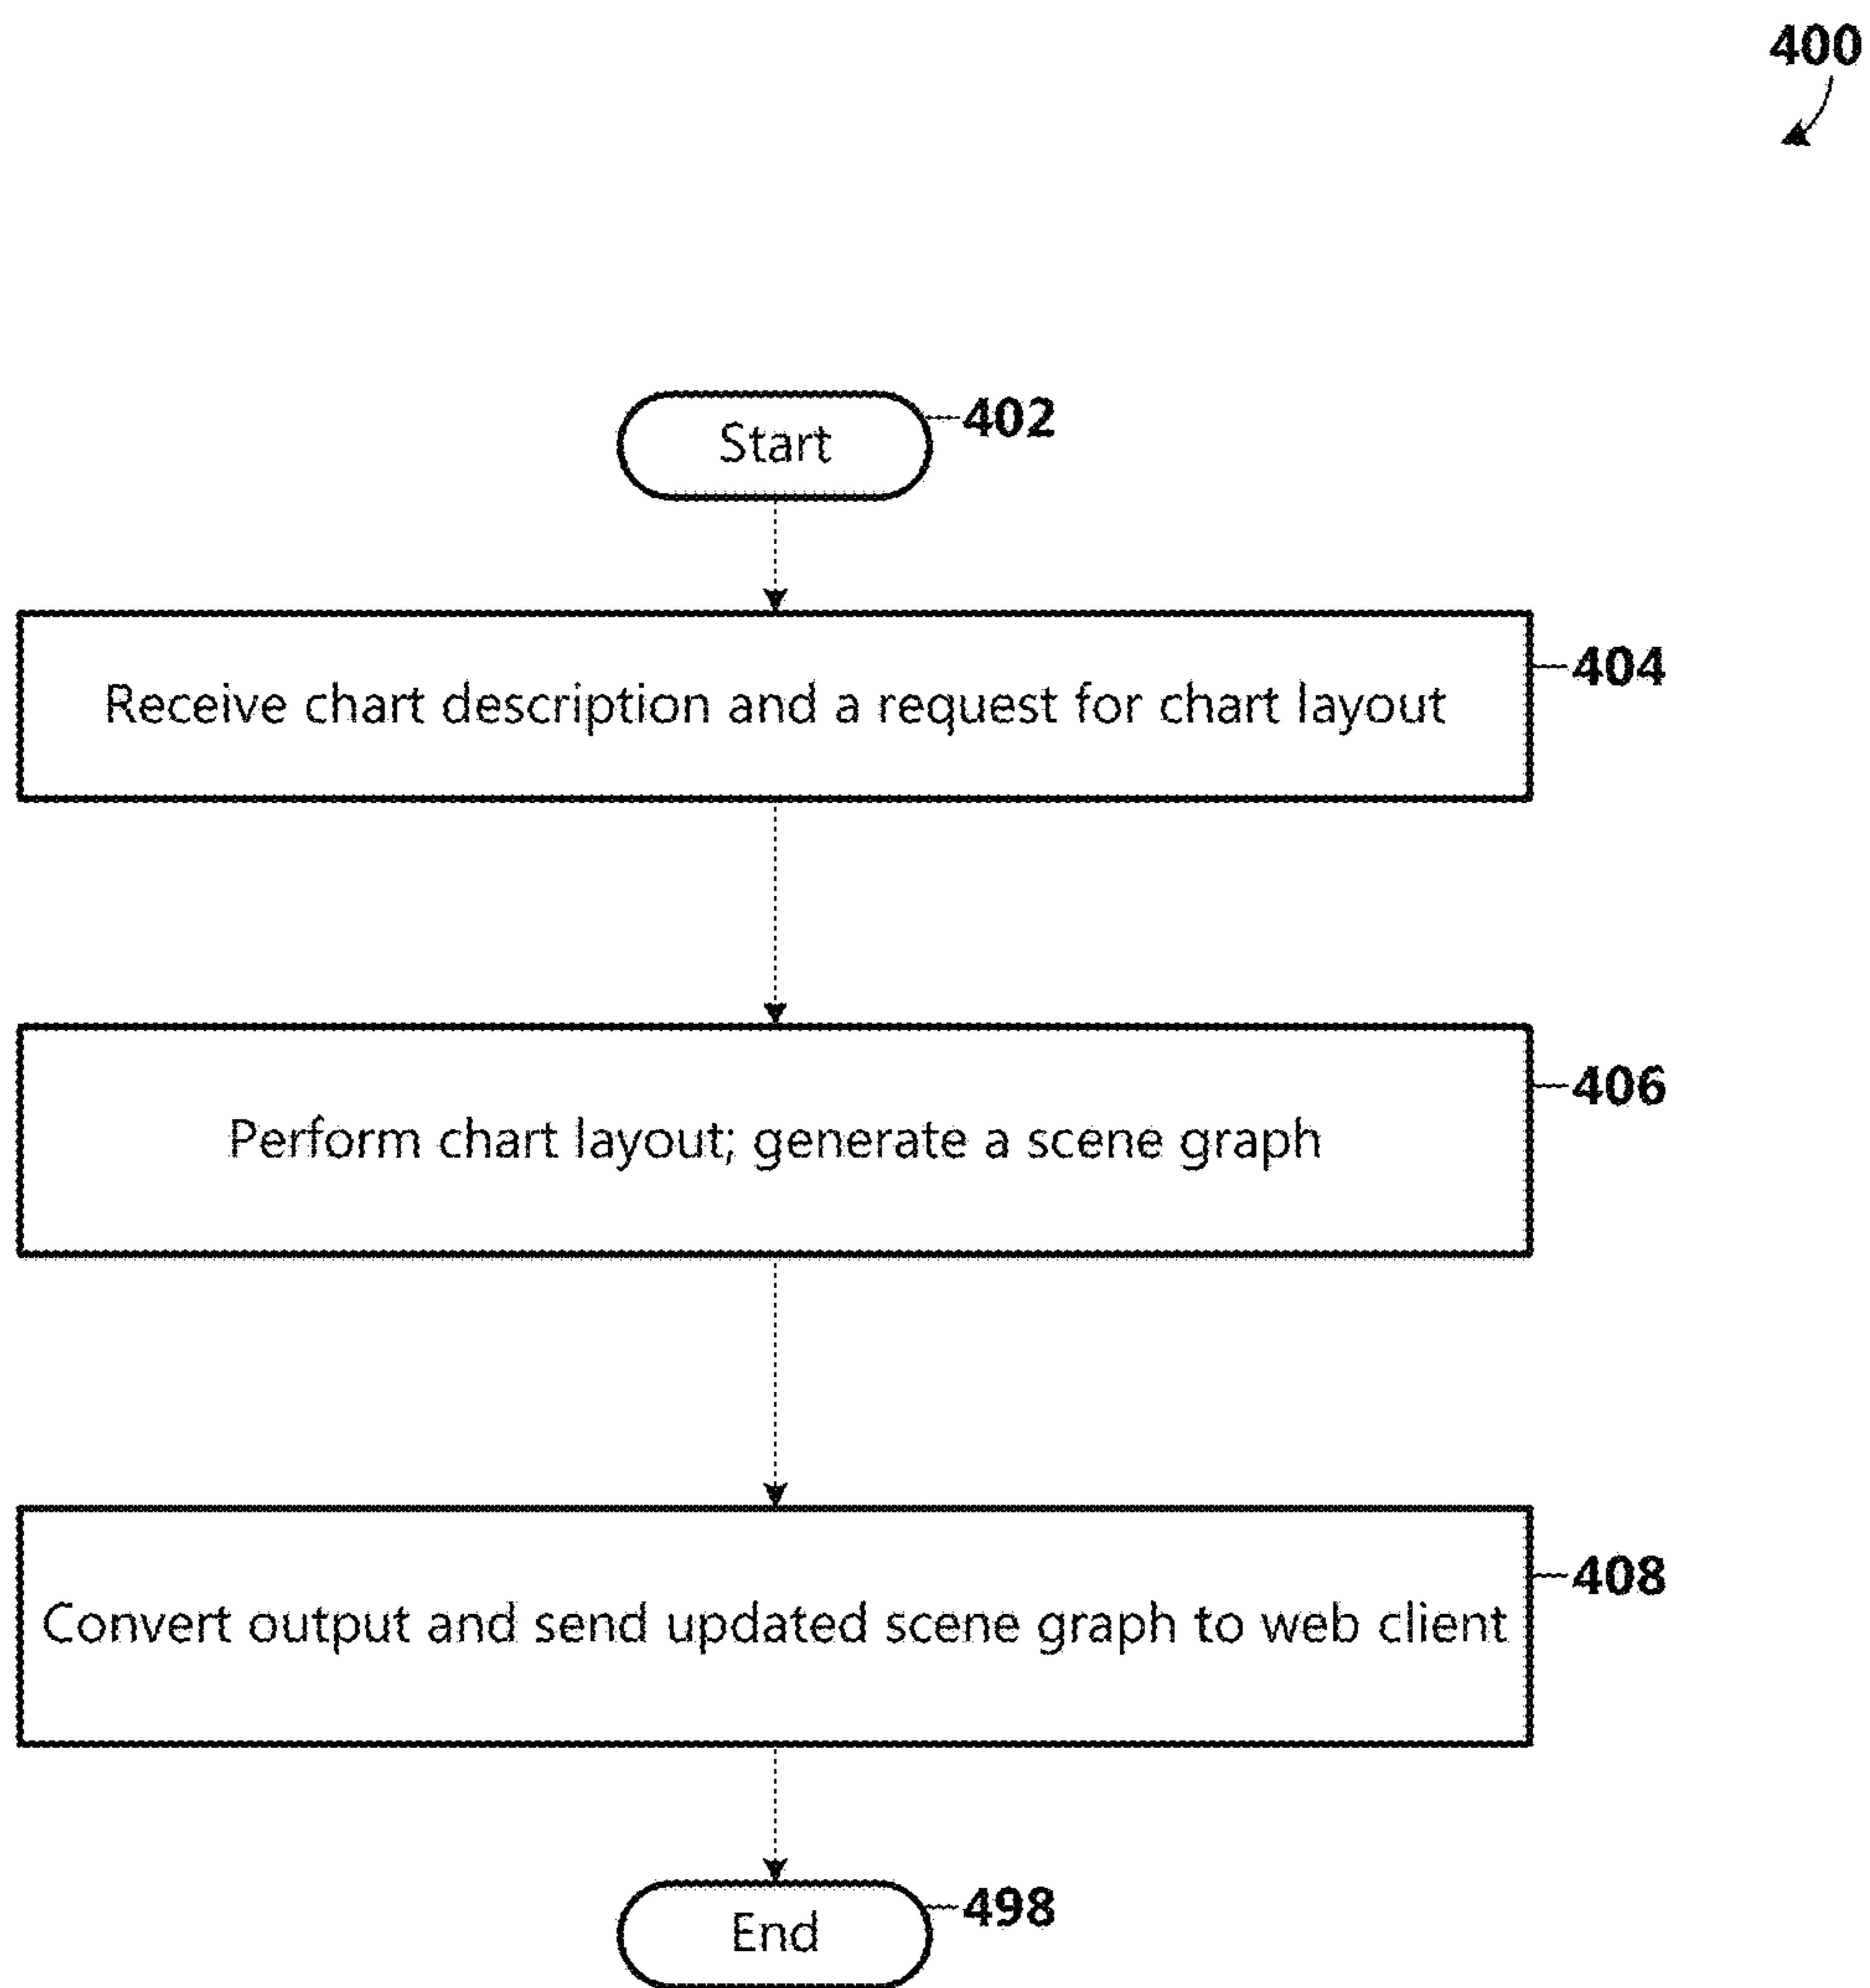 400
Start
402
Receive chart description and a request for chart layout
404
Perform chart layout; generate a scene graph
406
Convert output and send updated scene graph to web client
408
End
498